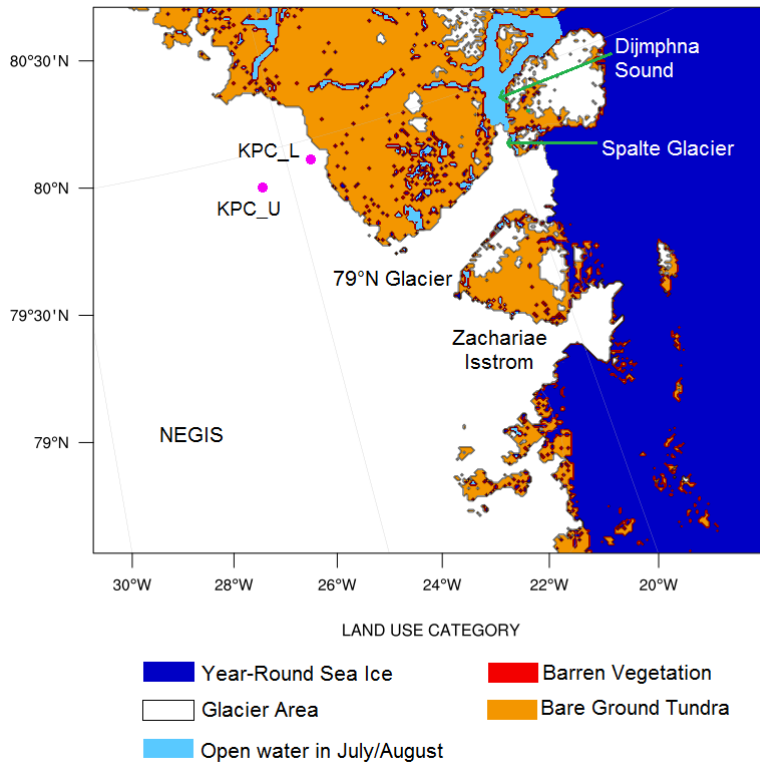 80°30'N
Dijmphna
Sound
Spalte Glacier
KPC_L
80°N
KPC_U
79°N Glacier
79°30'N
Zachariae
Isstrom
NEGIS
79°N
30°W 28°W 26°W 24°W 22°W 20°W
LAND USE CATEGORY
Year-Round Sea Ice Barren Vegetation
Glacier Area Bare Ground Tundra
Open water in July/August